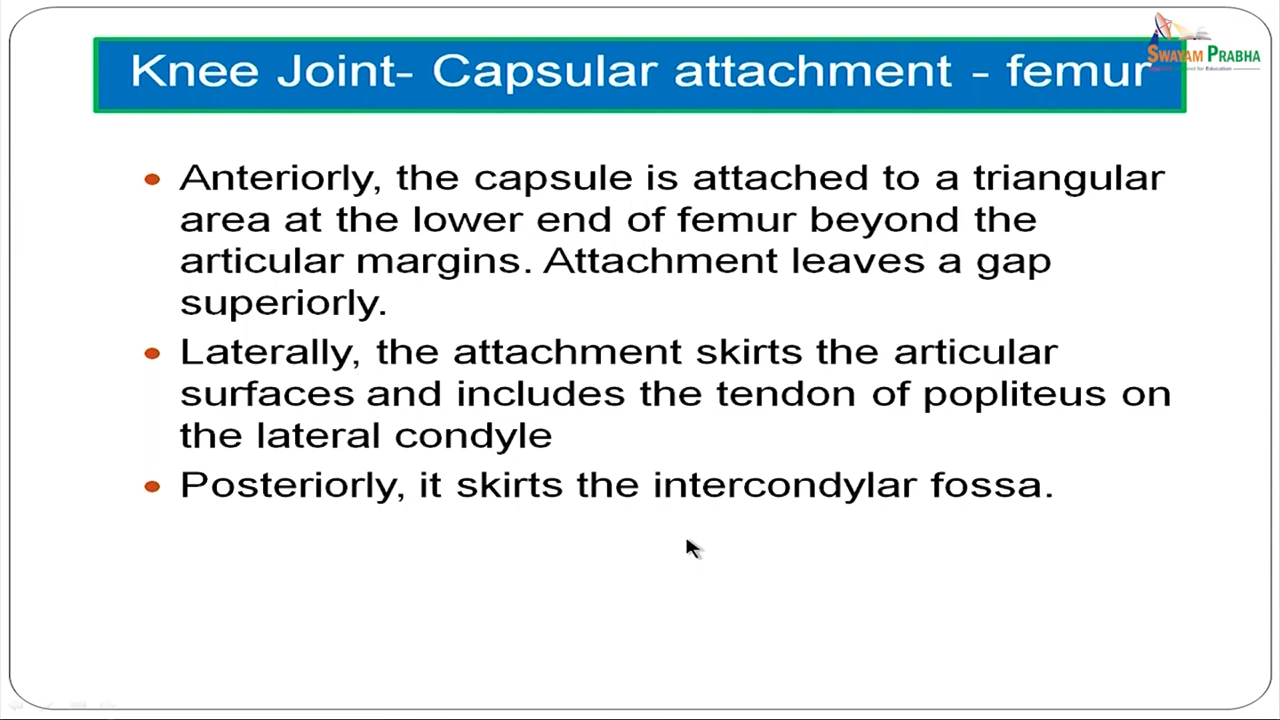 Knee Joint- Capsular attachment - femur
SWAYAM PRABHA
Anteriorly, the capsule is attached to a triangular
area at the lower end of femur beyond the
articular margins. Attachment leaves a gap
superiorly.
Laterally, the attachment skirts the articular
surfaces and includes the tendon of popliteus on
the lateral condyle
Posteriorly, it skirts the intercondylar fossa.